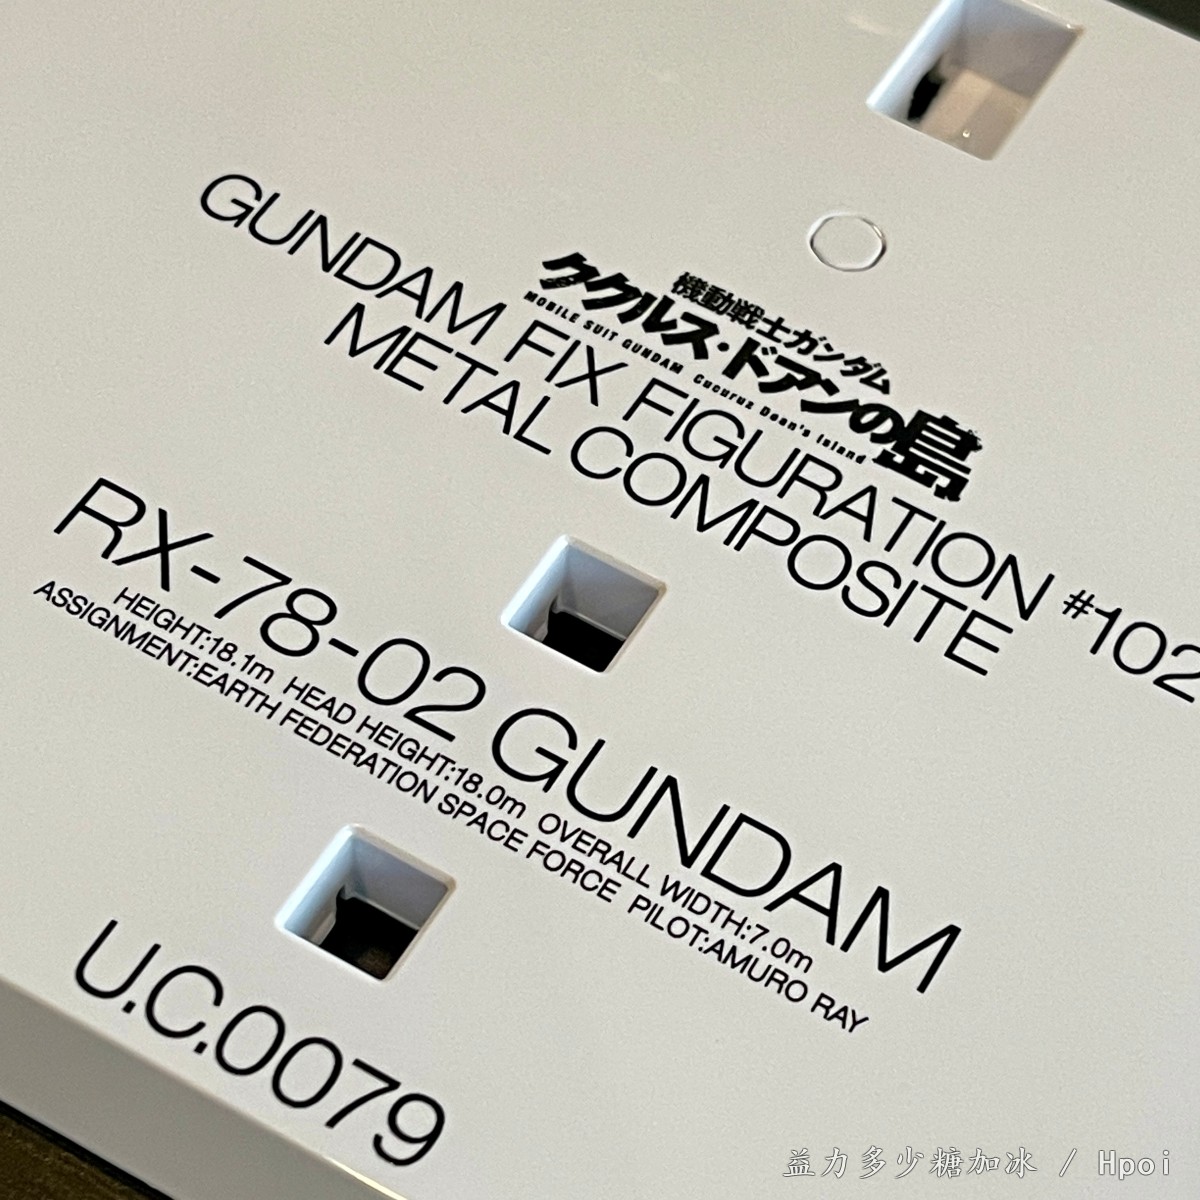 機動戦士ガンダム
ククルス・ドアンの島
MOBILE SUIT GUNDAM Cucuruz Doan's Island
GUNDAM FIX FIGURATION #102
METAL COMPOSITE
RX-78-02 GUNDAM
HEIGHT:18.1m HEAD HEIGHT:18.0m OVERALL WIDTH:7.0m
ASSIGNMENT:EARTH FEDERATION SPACE FORCE PILOT:AMURO RAY
U.C.0079
益力多少糖加冰 / Hpoi